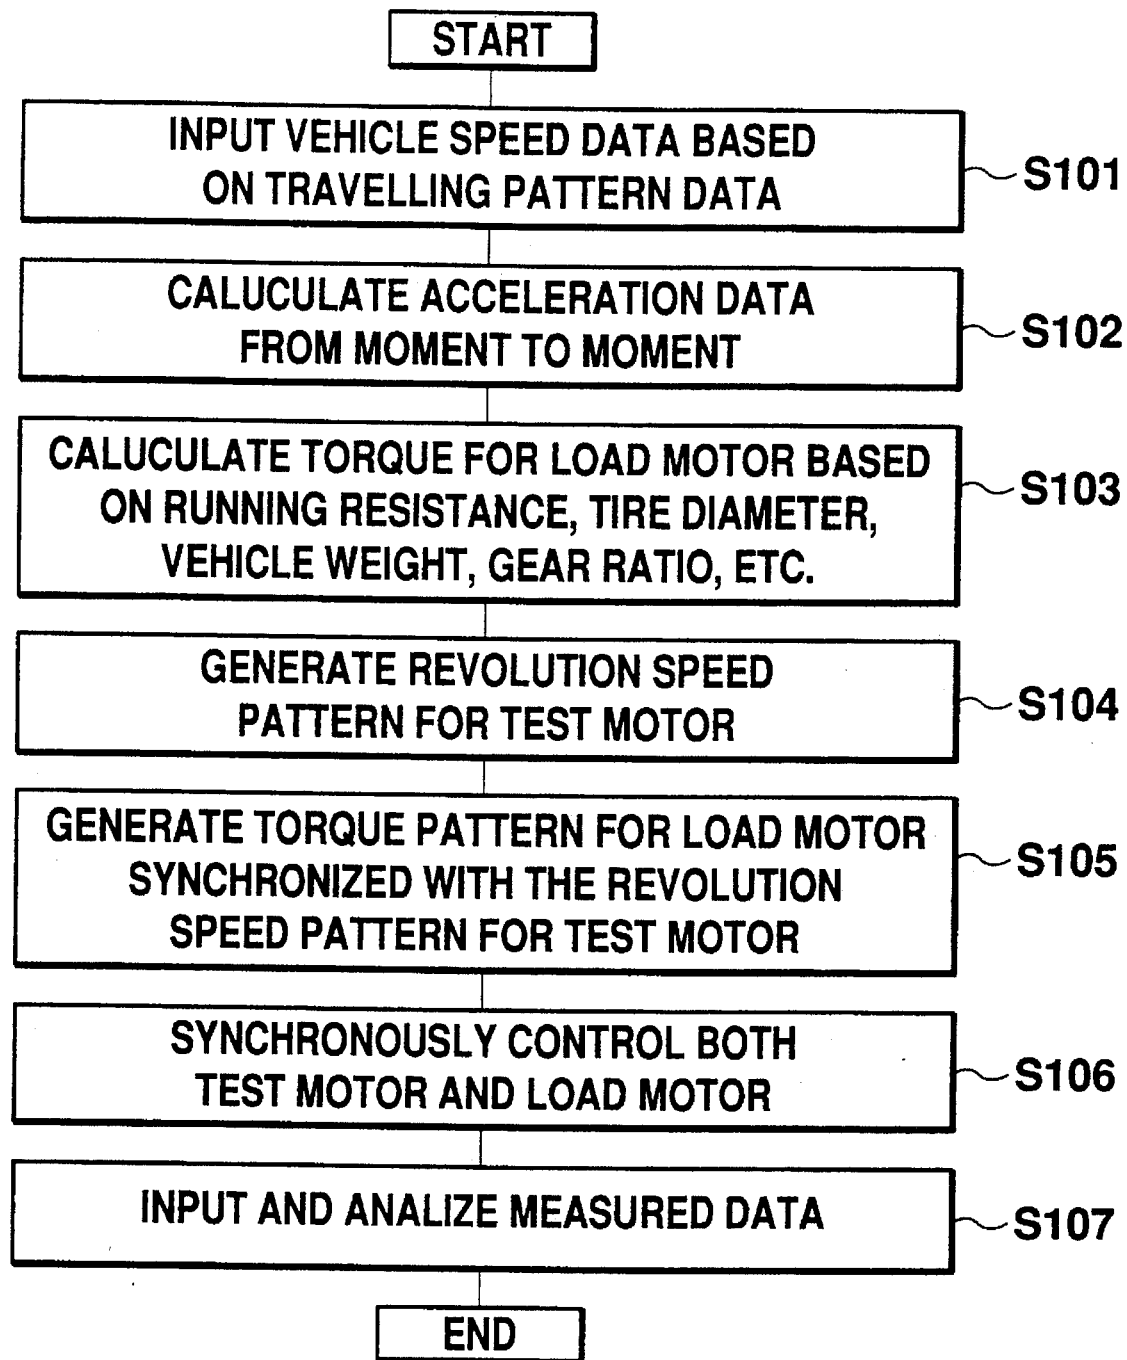 START
INPUT VEHICLE SPEED DATA BASED
ON TRAVELLING PATTERN DATA
S101
CALUCULATE ACCELERATION DATA
FROM MOMENT TO MOMENT
S102
CALUCULATE TORQUE FOR LOAD MOTOR BASED
ON RUNNING RESISTANCE, TIRE DIAMETER,
VEHICLE WEIGHT, GEAR RATIO, ETC.
S103
GENERATE REVOLUTION SPEED
PATTERN FOR TEST MOTOR
S104
GENERATE TORQUE PATTERN FOR LOAD MOTOR
SYNCHRONIZED WITH THE REVOLUTION
SPEED PATTERN FOR TEST MOTOR
S105
SYNCHRONOUSLY CONTROL BOTH
TEST MOTOR AND LOAD MOTOR
S106
INPUT AND ANALIZE MEASURED DATA
S107
END